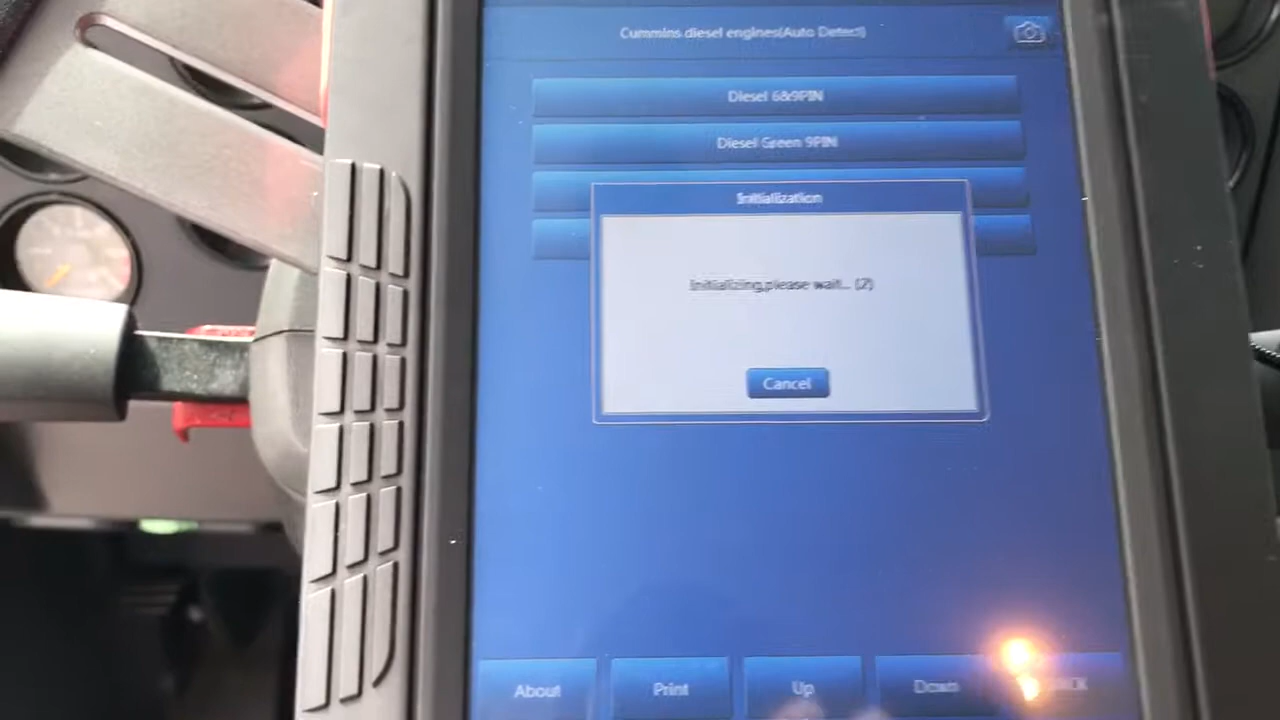 Cummins diesel engines(Auto Detect)
Diesel 6&9PIN
Diesel Green 9PIN
Initialization
Initializing,please wait... (2)
Cancel
About
Print
Up
Down